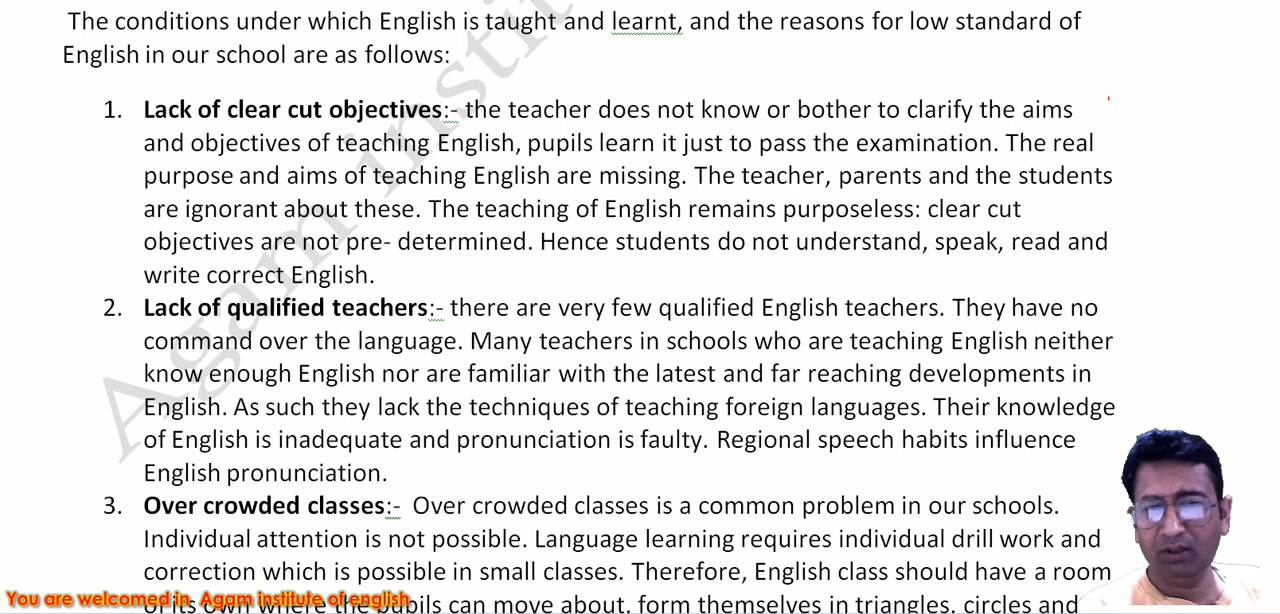 The conditions under which English is taught and learnt, and the reasons for low standard of
English in our school are as follows:
1. Lack of clear cut objectives:- the teacher does not know or bother to clarify the aims
and objectives of teaching English, pupils learn it just to pass the examination. The real
purpose and aims of teaching English are missing. The teacher, parents and the students
are ignorant about these. The teaching of English remains purposeless: clear cut
objectives are not pre- determined. Hence students do not understand, speak, read and
write correct English.
2. Lack of qualified teachers:- there are very few qualified English teachers. They have no
command over the language. Many teachers in schools who are teaching English neither
know enough English nor are familiar with the latest and far reaching developments in
English. As such they lack the techniques of teaching foreign languages. Their knowledge
of English is inadequate and pronunciation is faulty. Regional speech habits influence
English pronunciation.
3. Over crowded classes:- Over crowded classes is a common problem in our schools.
Individual attention is not possible. Language learning requires individual drill work and
correction which is possible in small classes. Therefore, English class should have a room
of its own where the pupils can move about, form themselves in triangles, circles and
You are welcomed in Agam institute of english
Agam insti